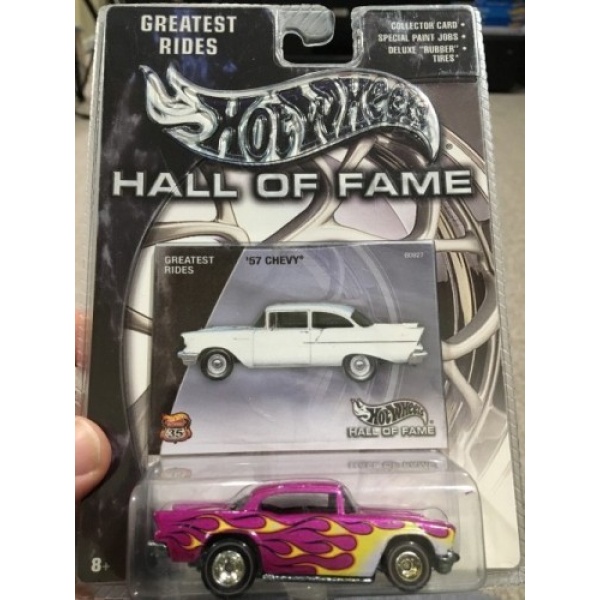 GREATEST
RIDES
COLLECTOR CARD •
SPECIAL PAINT JOBS •
DELUXE "RUBBER" •
TIRES*
HOT WHEELS
HALL OF FAME
GREATEST
RIDES
'57 CHEVY*
HOT WHEELS
HALL OF FAME
35
8+